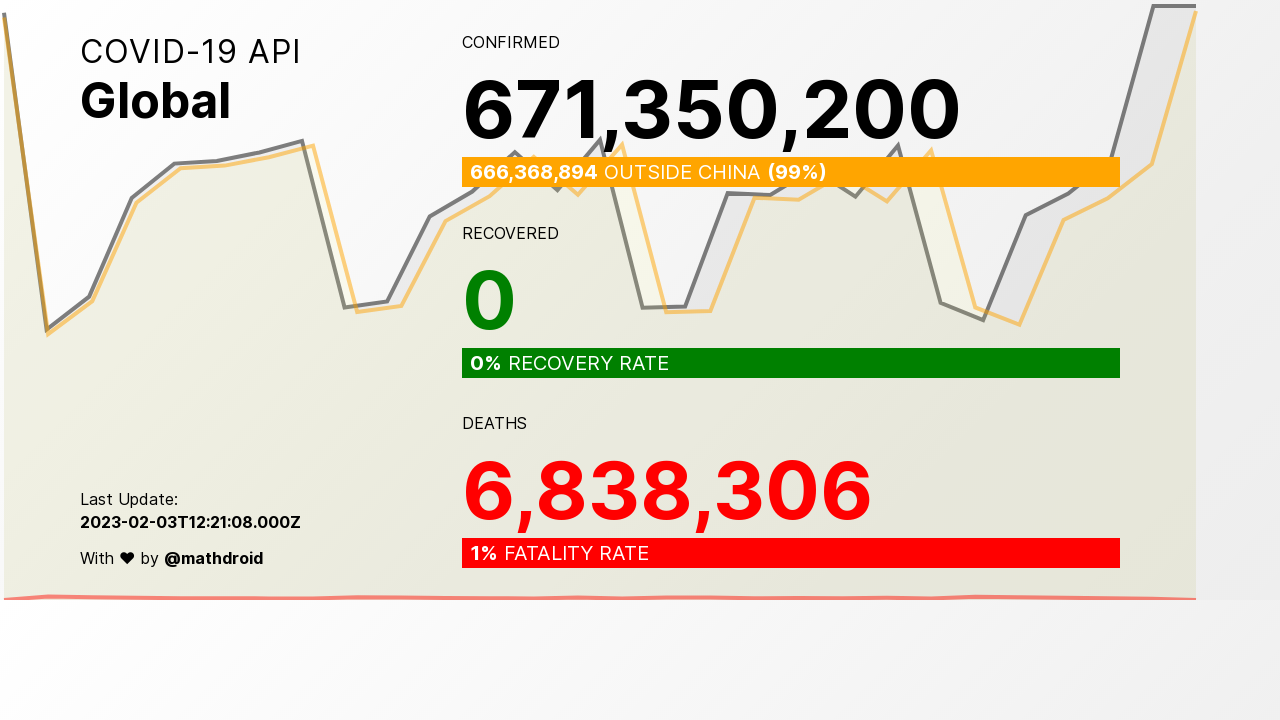 COVID-19 API
Global
CONFIRMED
671,350,200
666,368,894 OUTSIDE CHINA (99%)
RECOVERED
0
0% RECOVERY RATE
DEATHS
6,838,306
1% FATALITY RATE
Last Update:
2023-02-03T12:21:08.000Z
With ♥ by @mathdroid